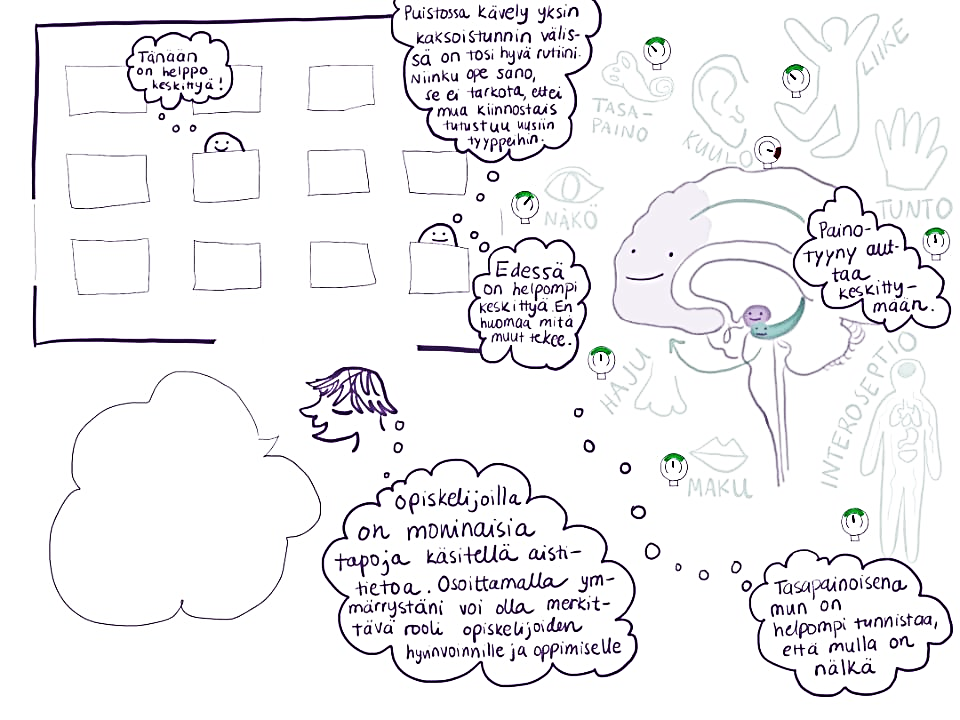 Tänään
on helppo
keskittyä!
Puistossa kävely yksin
kaksoistunnin välis-
sä on tosi hyvä rutiini.
Niinku ope sano,
se ei tarkota, ettei
mua kiinnostais
tutustuu uusiin
tyyppeihin.
Edessä
on helpompi
keskittyä. En
huomaa mitä
muut tekee.
TASA-
PAINO
KUULO
LIIKE
NÄKÖ
TUNTO
Paino-
tyyny aut-
taa
keskitty-
mään.
HAJU
MAKU
INTEROSEPTIO
opiskelijoilla
on moninaisia
tapoja käsitellä aisti-
tietoa. Osoittamalla ym-
märrystäni voi olla merkit-
tävä rooli opiskelijoiden
hyvinvoinnille ja oppimiselle
Tasapainoisena
mun on
helpompi tunnistaa,
että mulla on
nälkä